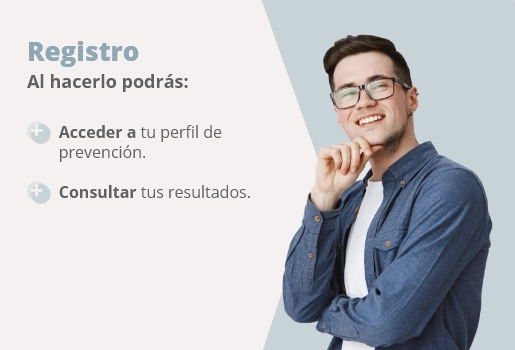 Registro
Al hacerlo podrás:
Acceder a tu perfil de
prevención.
Consultar tus resultados.